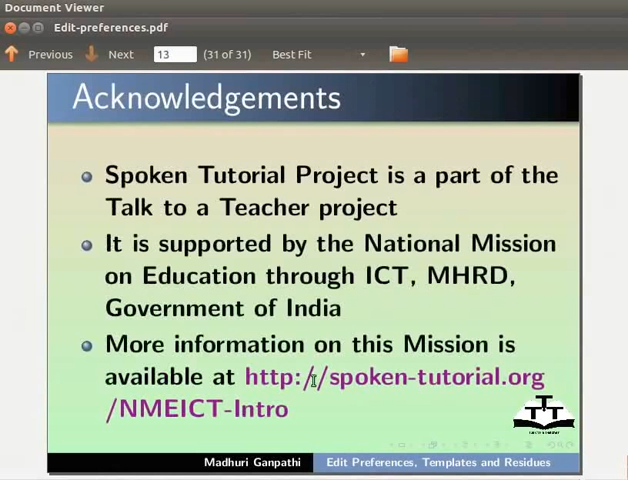 Document Viewer
Edit-preferences.pdf
Previous Next 13 (31 of 31) Best Fit
Acknowledgements
Spoken Tutorial Project is a part of the
Talk to a Teacher project
It is supported by the National Mission
on Education through ICT, MHRD,
Government of India
More information on this Mission is
available at http://spoken-tutorial.org
/NMEICT-Intro
Madhuri Ganpathi Edit Preferences, Templates and Residues